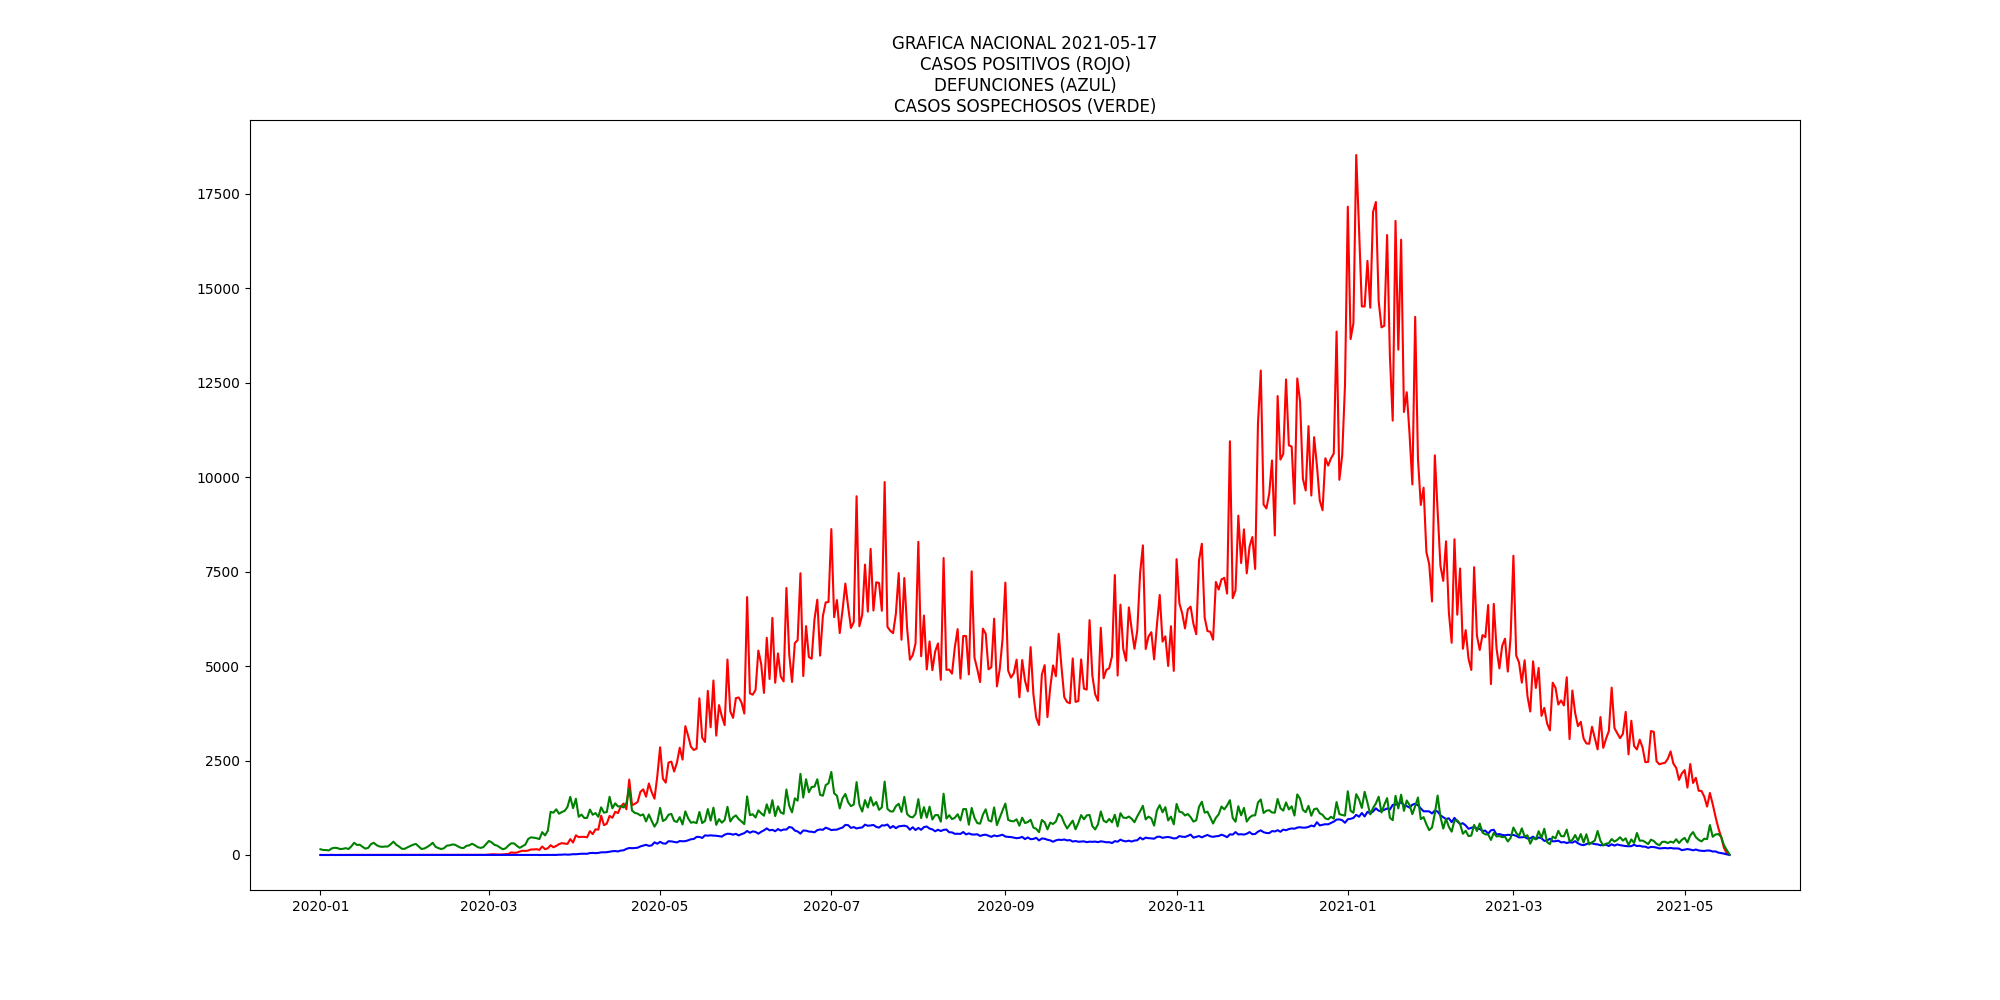 GRAFICA NACIONAL 2021-05-17
CASOS POSITIVOS (ROJO)
DEFUNCIONES (AZUL)
CASOS SOSPECHOSOS (VERDE)
17500
15000
12500
10000
7500
5000
2500
0
2020-01 2020-03 2020-05 2020-07 2020-09 2020-11 2021-01 2021-03 2021-05